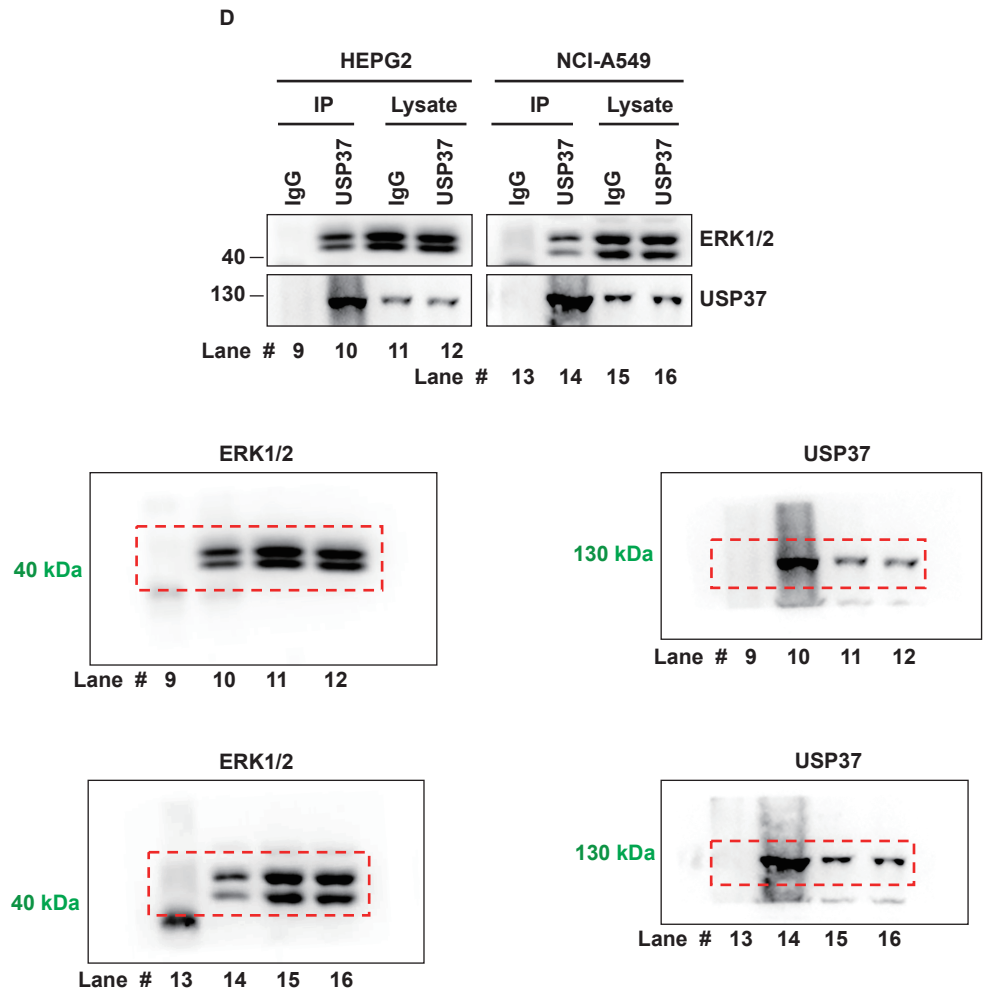 D
HEPG2 NCI-A549
IP Lysate IP Lysate
IgG USP37 IgG USP37 IgG USP37 IgG USP37
ERK1/2
40
130
USP37
Lane # 9 10 11 12
Lane # 13 14 15 16
ERK1/2
40 kDa
Lane # 9 10 11 12
USP37
130 kDa
Lane # 9 10 11 12
ERK1/2
40 kDa
Lane # 13 14 15 16
USP37
130 kDa
Lane # 13 14 15 16